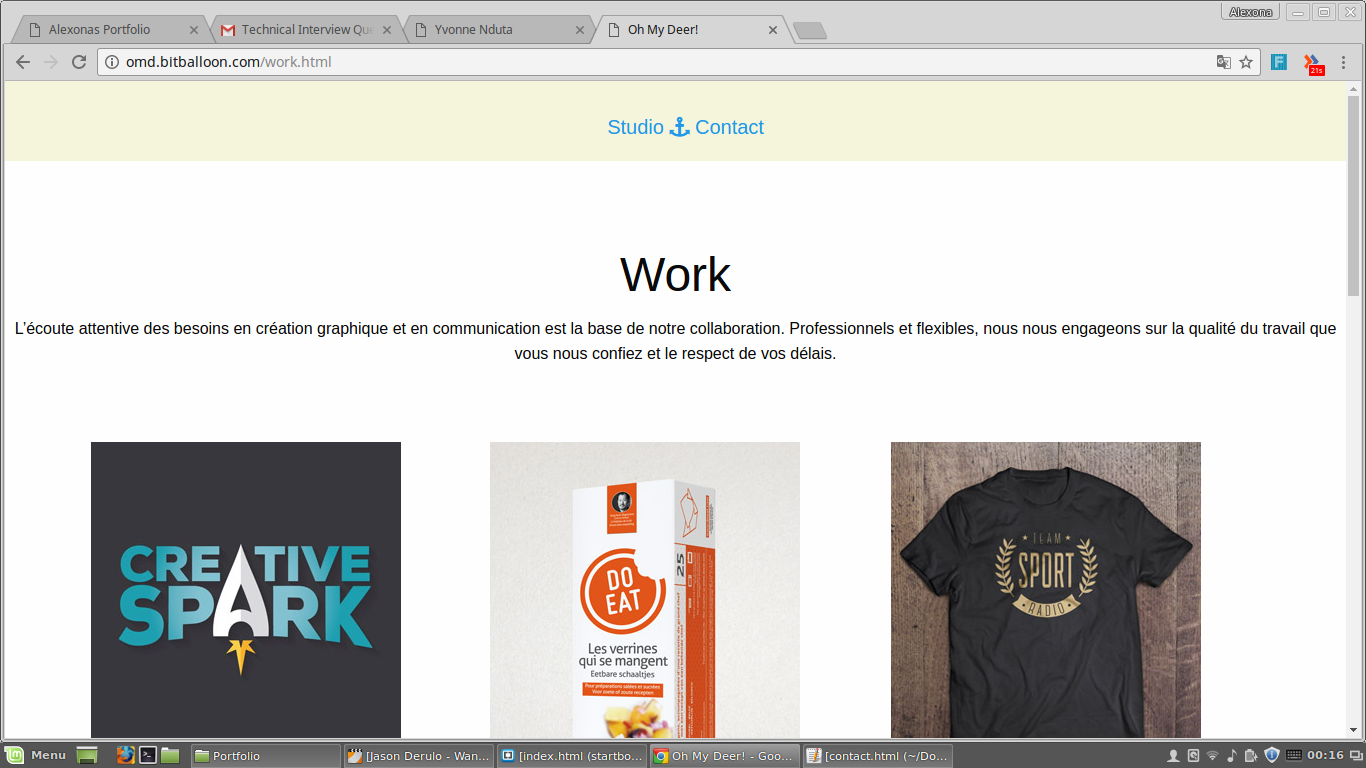 Alexona
Alexonas Portfolio
Technical Interview Que
Yvonne Nduta
Oh My Deer!
omd.bitballoon.com/work.html
21s
Studio Contact
Work
L'écoute attentive des besoins en création graphique et en communication est la base de notre collaboration. Professionnels et flexibles, nous nous engageons sur la qualité du travail que
vous nous confiez et le respect de vos délais.
CREATIVE
SPARK
25
DO
EAT
Les verrines
qui se mangent
Eetbare schaaltjes
Pour préparations salées et sucrées
Voor zoete of zoute recepten
TEAM
SPORT
RADIO
Menu
Portfolio
[Jason Derulo - Wan...
[index.html (startbo...
Oh My Deer! - Goo...
[contact.html (~/Do...
00:16